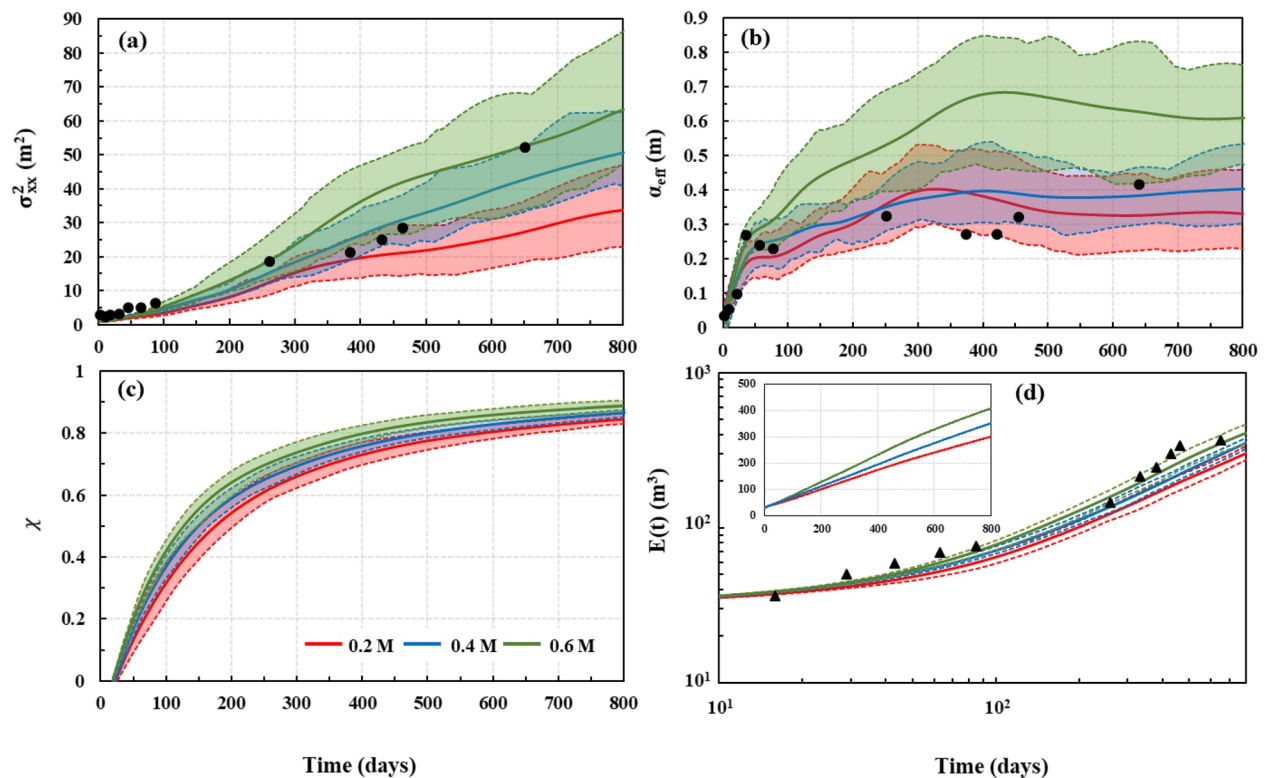 (a)
σ²xx (m²)
90
80
70
60
50
40
30
20
10
0
0 100 200 300 400 500 600 700 800
(b)
αeff (m)
0.9
0.8
0.7
0.6
0.5
0.4
0.3
0.2
0.1
0
0 100 200 300 400 500 600 700 800
(c)
χ
1
0.8
0.6
0.4
0.2
0
0.2 M 0.4 M 0.6 M
0 100 200 300 400 500 600 700 800
Time (days)
(d)
E(t) (m³)
10³
10²
10¹
500
400
300
200
100
0
0 200 400 600 800
10¹ 10²
Time (days)